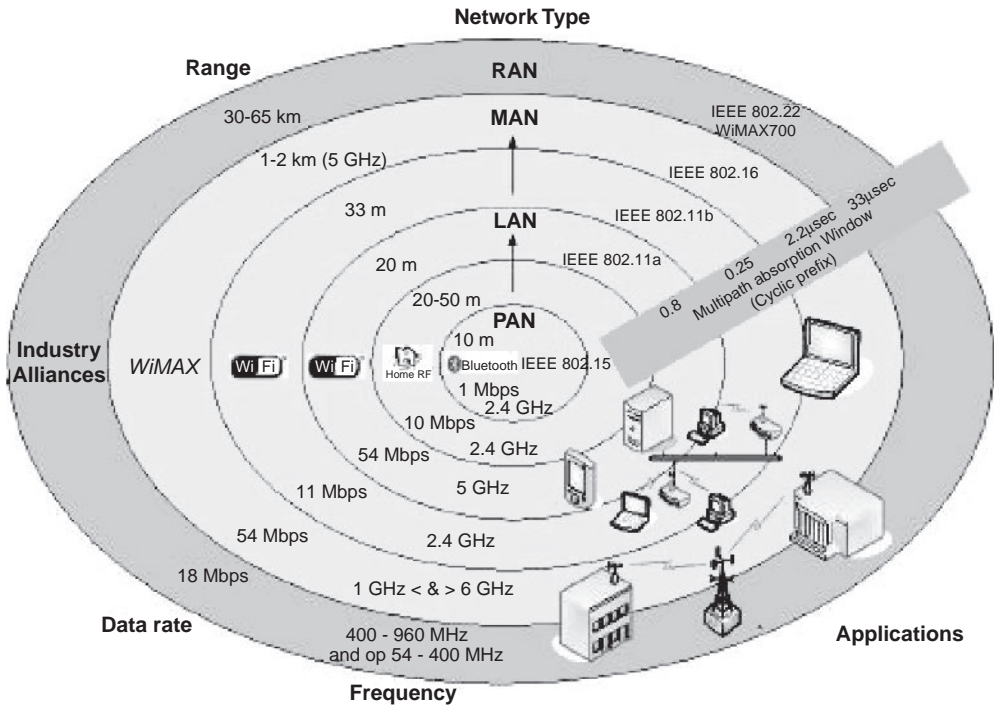 Network Type
Range
RAN
30-65 km
IEEE 802.22
WiMAX700
MAN
1-2 km (5 GHz)
IEEE 802.16
33 m
IEEE 802.11b
LAN
20 m
IEEE 802.11a
20-50 m
0.8 0.25 2.2μsec 33μsec
Multipath absorption Window
(Cyclic prefix)
PAN
10 m
Industry
Alliances
WiMAX
Wi Fi
Wi Fi
Home RF
Bluetooth
IEEE 802.15
1 Mbps
2.4 GHz
10 Mbps
2.4 GHz
54 Mbps
5 GHz
11 Mbps
2.4 GHz
54 Mbps
1 GHz < & > 6 GHz
18 Mbps
400 - 960 MHz
and op 54 - 400 MHz
Data rate
Applications
Frequency